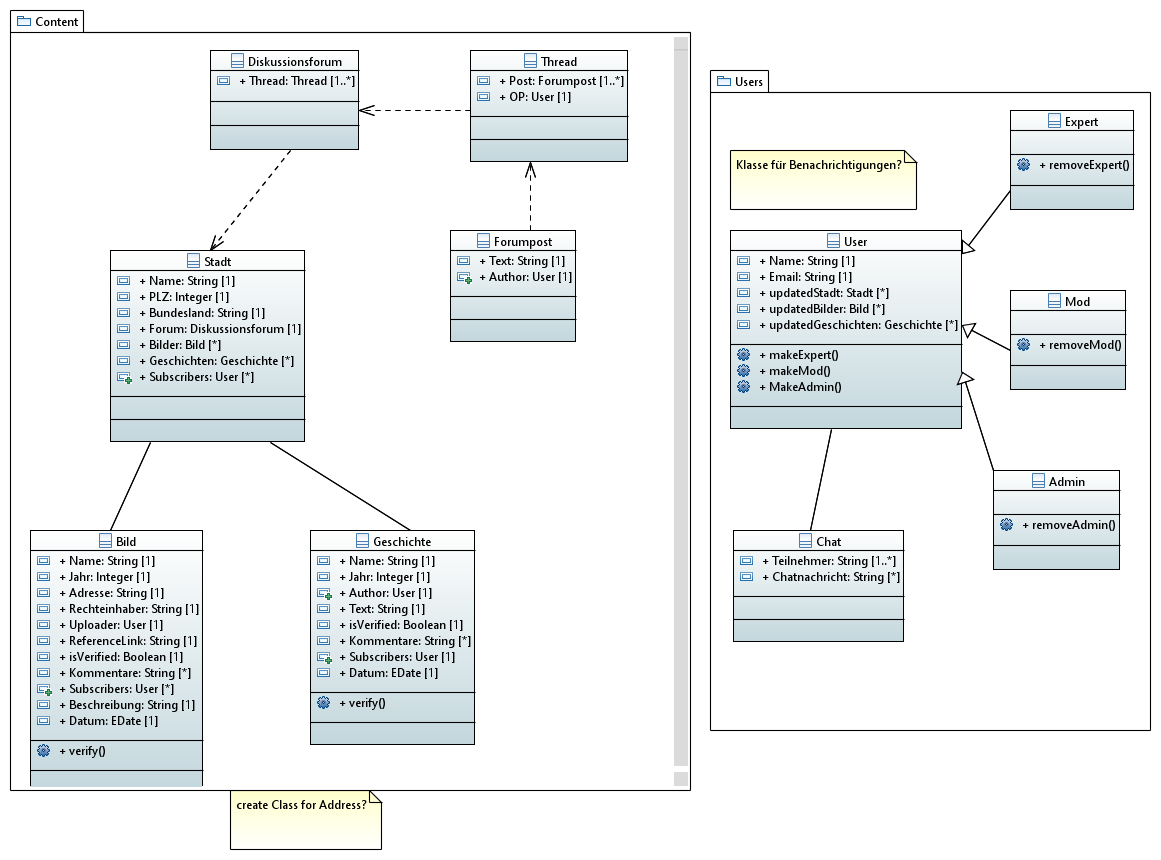 Content
Diskussionsforum
+ Thread: Thread [1..*]
Thread
+ Post: Forumpost [1..*]
+ OP: User [1]
Forumpost
+ Text: String [1]
+ Author: User [1]
Stadt
+ Name: String [1]
+ PLZ: Integer [1]
+ Bundesland: String [1]
+ Forum: Diskussionsforum [1]
+ Bilder: Bild [*]
+ Geschichten: Geschichte [*]
+ Subscribers: User [*]
Bild
+ Name: String [1]
+ Jahr: Integer [1]
+ Adresse: String [1]
+ Rechteinhaber: String [1]
+ Uploader: User [1]
+ ReferenceLink: String [1]
+ isVerified: Boolean [1]
+ Kommentare: String [*]
+ Subscribers: User [*]
+ Beschreibung: String [1]
+ Datum: EDate [1]
+ verify()
Geschichte
+ Name: String [1]
+ Jahr: Integer [1]
+ Author: User [1]
+ Text: String [1]
+ isVerified: Boolean [1]
+ Kommentare: String [*]
+ Subscribers: User [1]
+ Datum: EDate [1]
+ verify()
create Class for Address?
Users
Klasse für Benachrichtigungen?
Expert
+ removeExpert()
User
+ Name: String [1]
+ Email: String [1]
+ updatedStadt: Stadt [*]
+ updatedBilder: Bild [*]
+ updatedGeschichten: Geschichte [*]
+ makeExpert()
+ makeMod()
+ MakeAdmin()
Mod
+ removeMod()
Admin
+ removeAdmin()
Chat
+ Teilnehmer: String [1..*]
+ Chatnachricht: String [*]